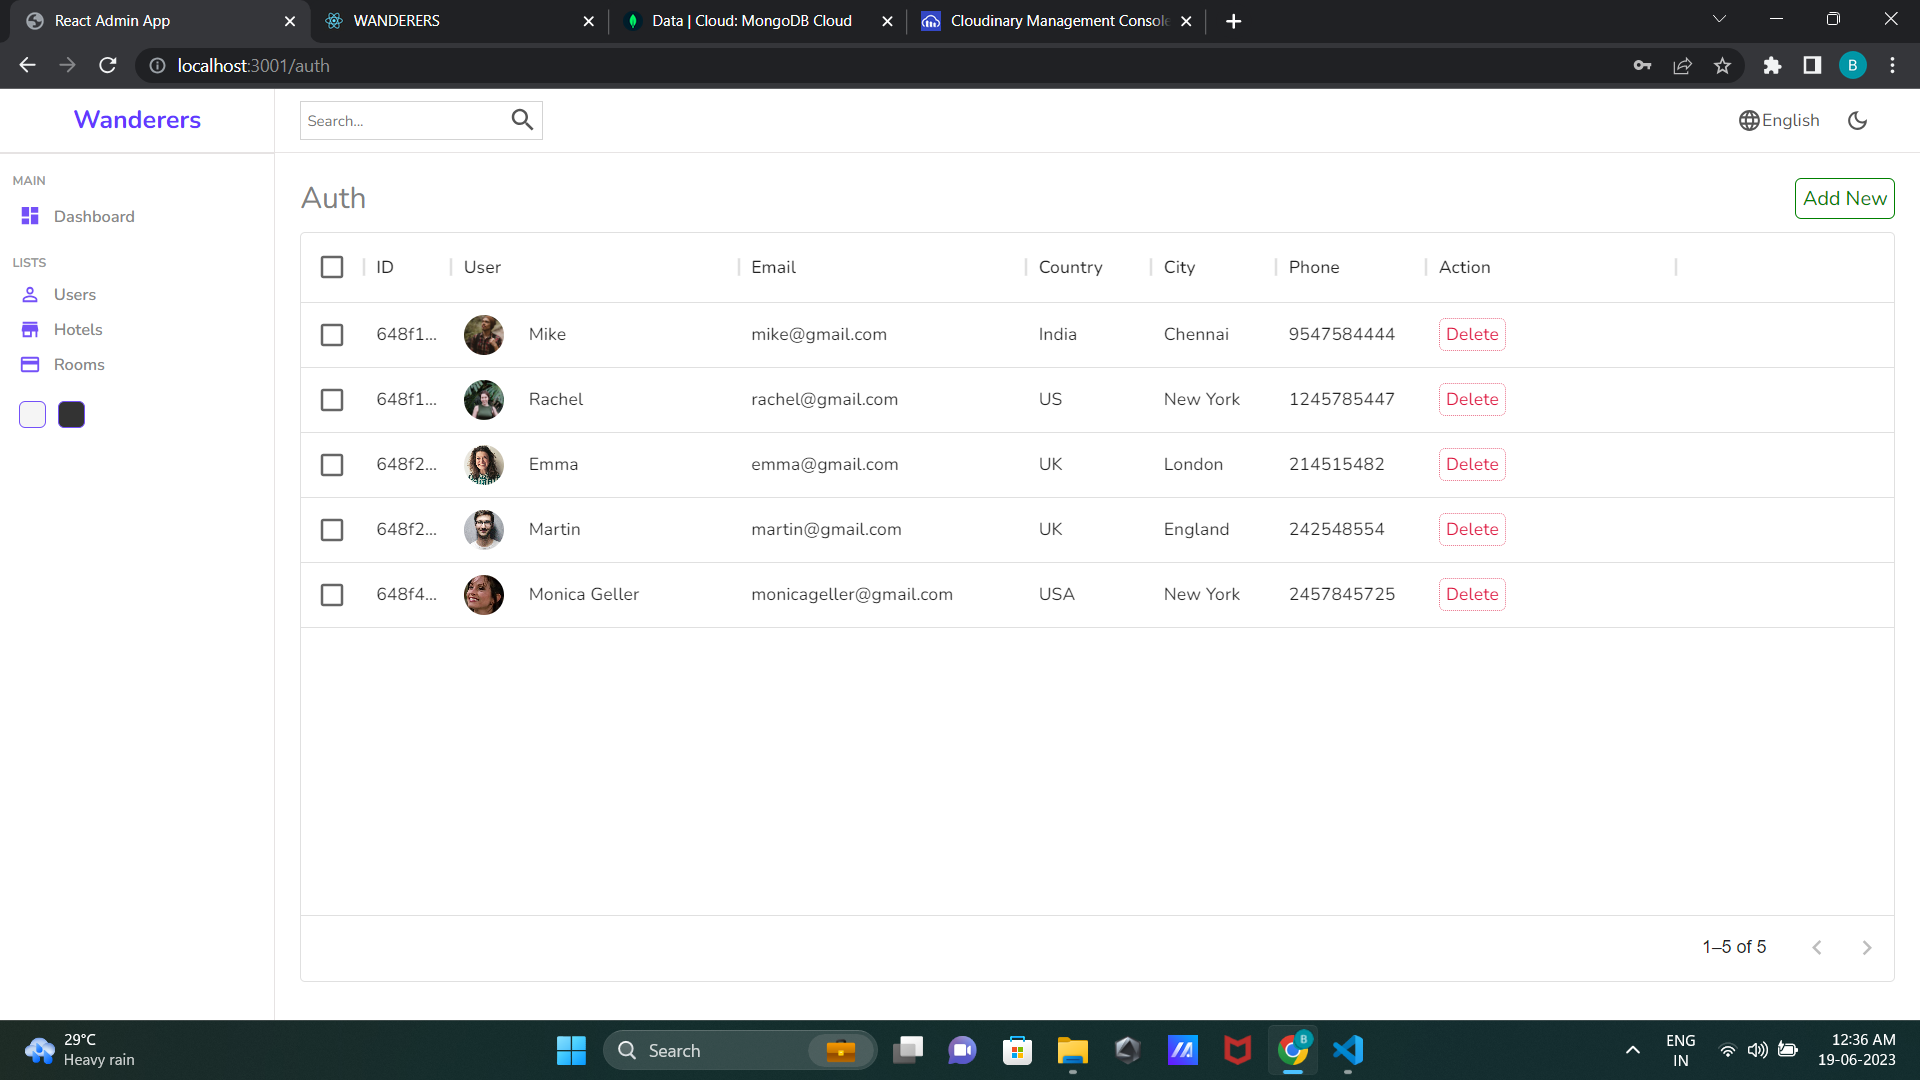 React Admin App
WANDERERS
Data | Cloud: MongoDB Cloud
Cloudinary Management Console
localhost:3001/auth
B
Wanderers
Search...
English
MAIN
Dashboard
LISTS
Users
Hotels
Rooms
Auth
Add New
ID User Email Country City Phone Action
648f1... Mike mike@gmail.com India Chennai 9547584444 Delete
648f1... Rachel rachel@gmail.com US New York 1245785447 Delete
648f2... Emma emma@gmail.com UK London 214515482 Delete
648f2... Martin martin@gmail.com UK England 242548554 Delete
648f4... Monica Geller monicageller@gmail.com USA New York 2457845725 Delete
1–5 of 5
29°C
Heavy rain
Search
B
ENG
IN
12:36 AM
19-06-2023